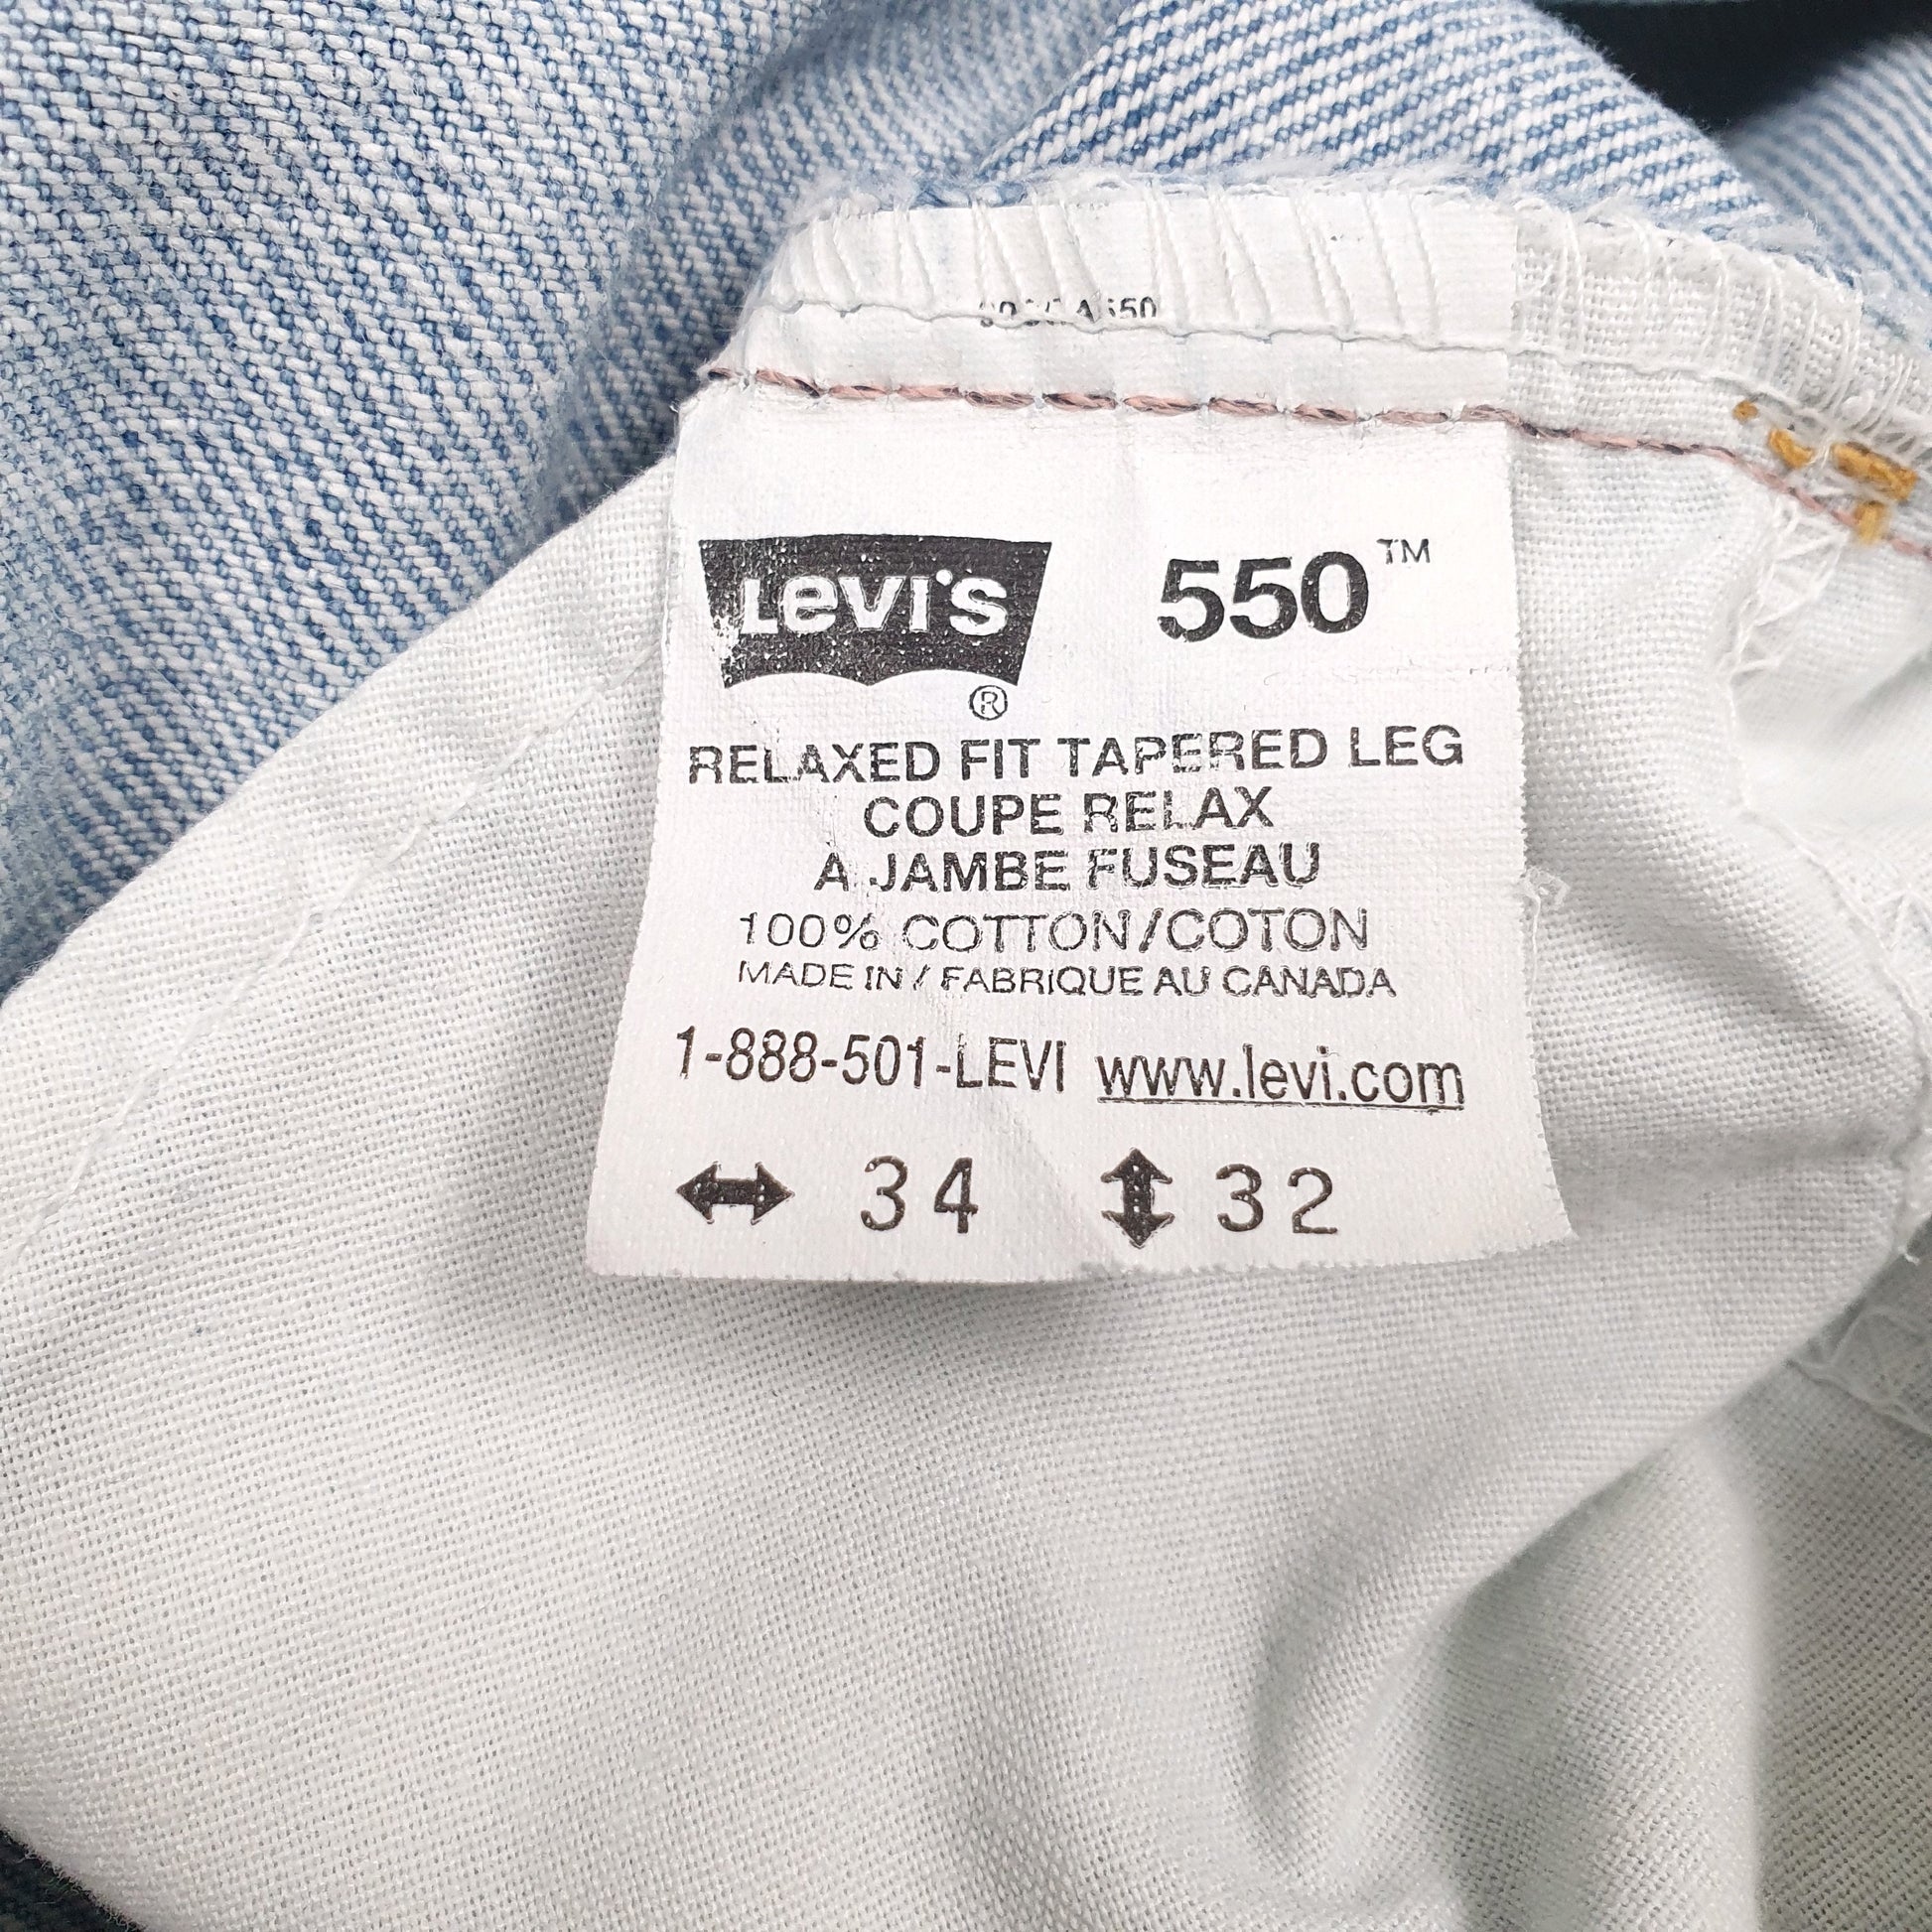 Levi's 550™
®
RELAXED FIT TAPERED LEG
COUPE RELAX
A JAMBE FUSEAU
100% COTTON/COTON
MADE IN / FABRIQUE AU CANADA
1-888-501-LEVI www.levi.com
34 32